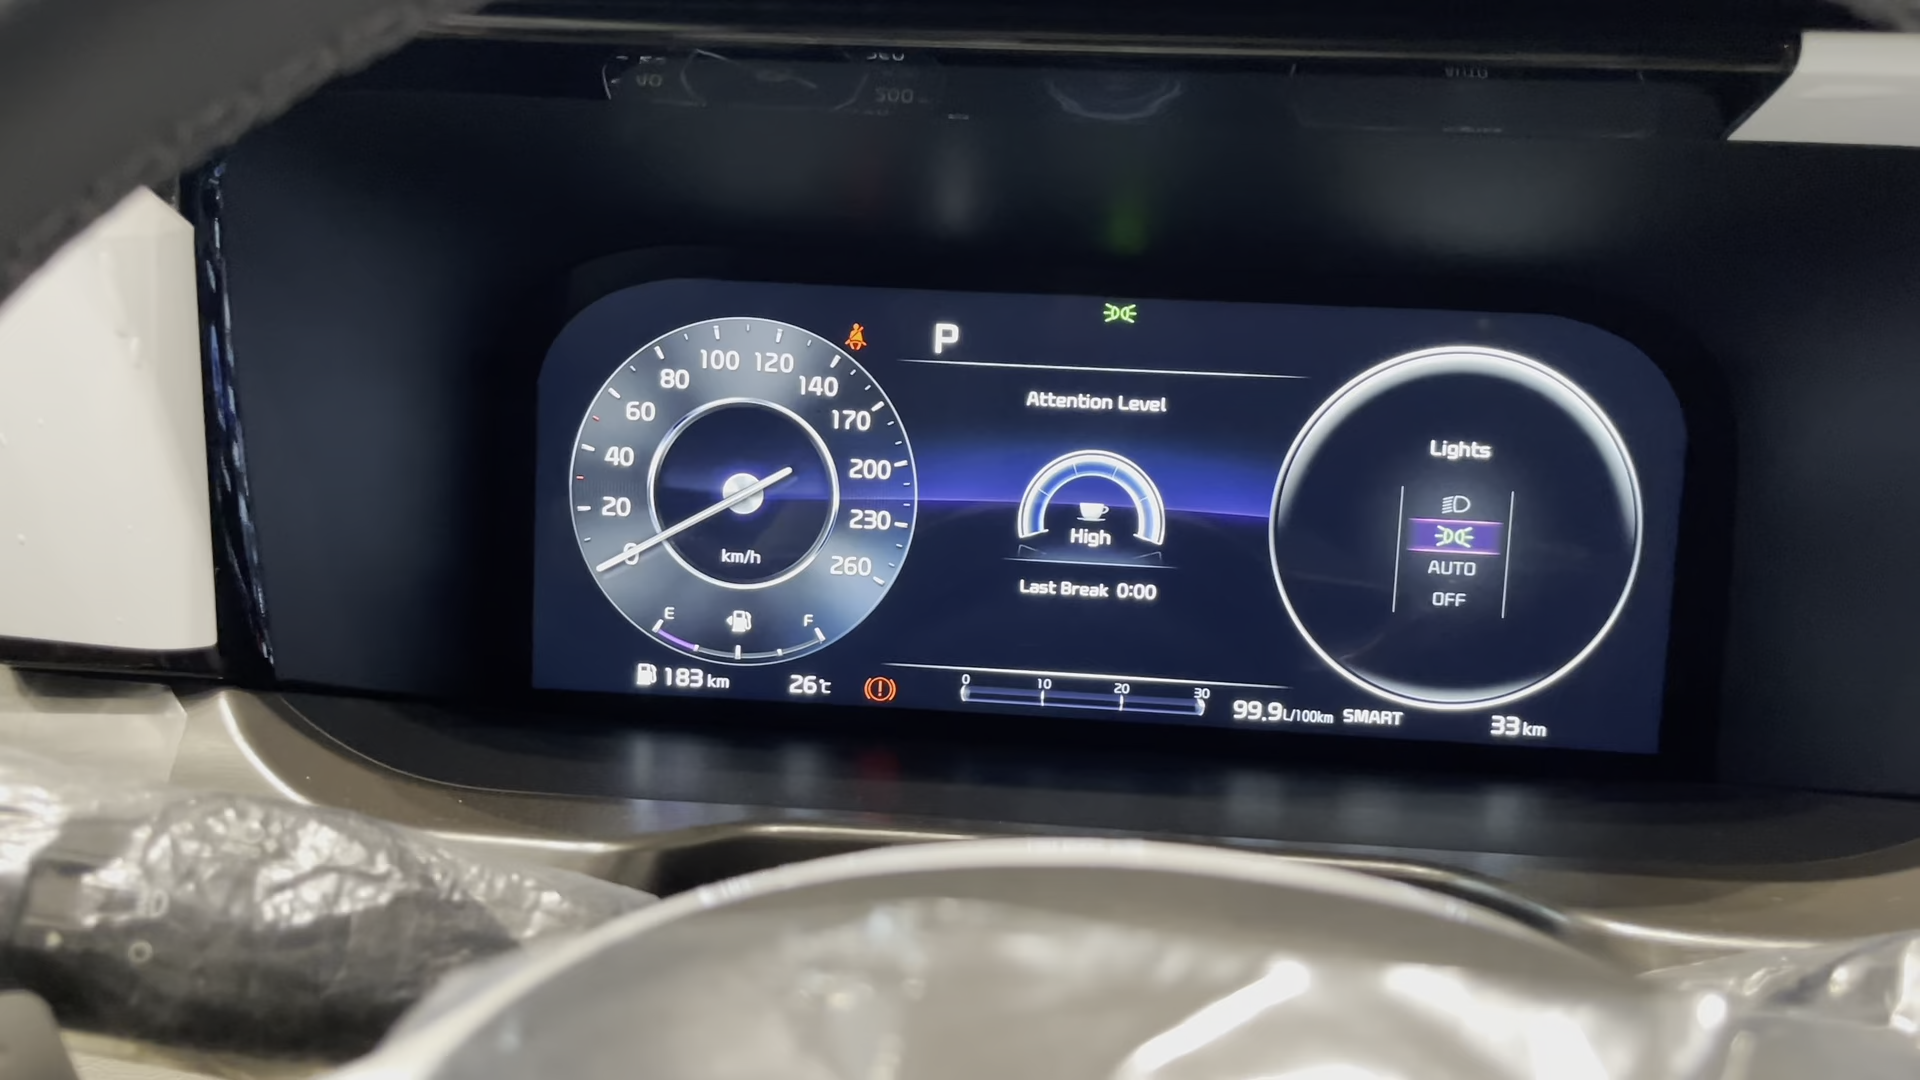 P
Attention Level
High
Last Break 0:00
0
20
40
60
80
100
120
140
170
200
230
260
km/h
E
F
183 km
26℃
0 10 20 30
99.9 L/100km
SMART
33 km
Lights
AUTO
OFF